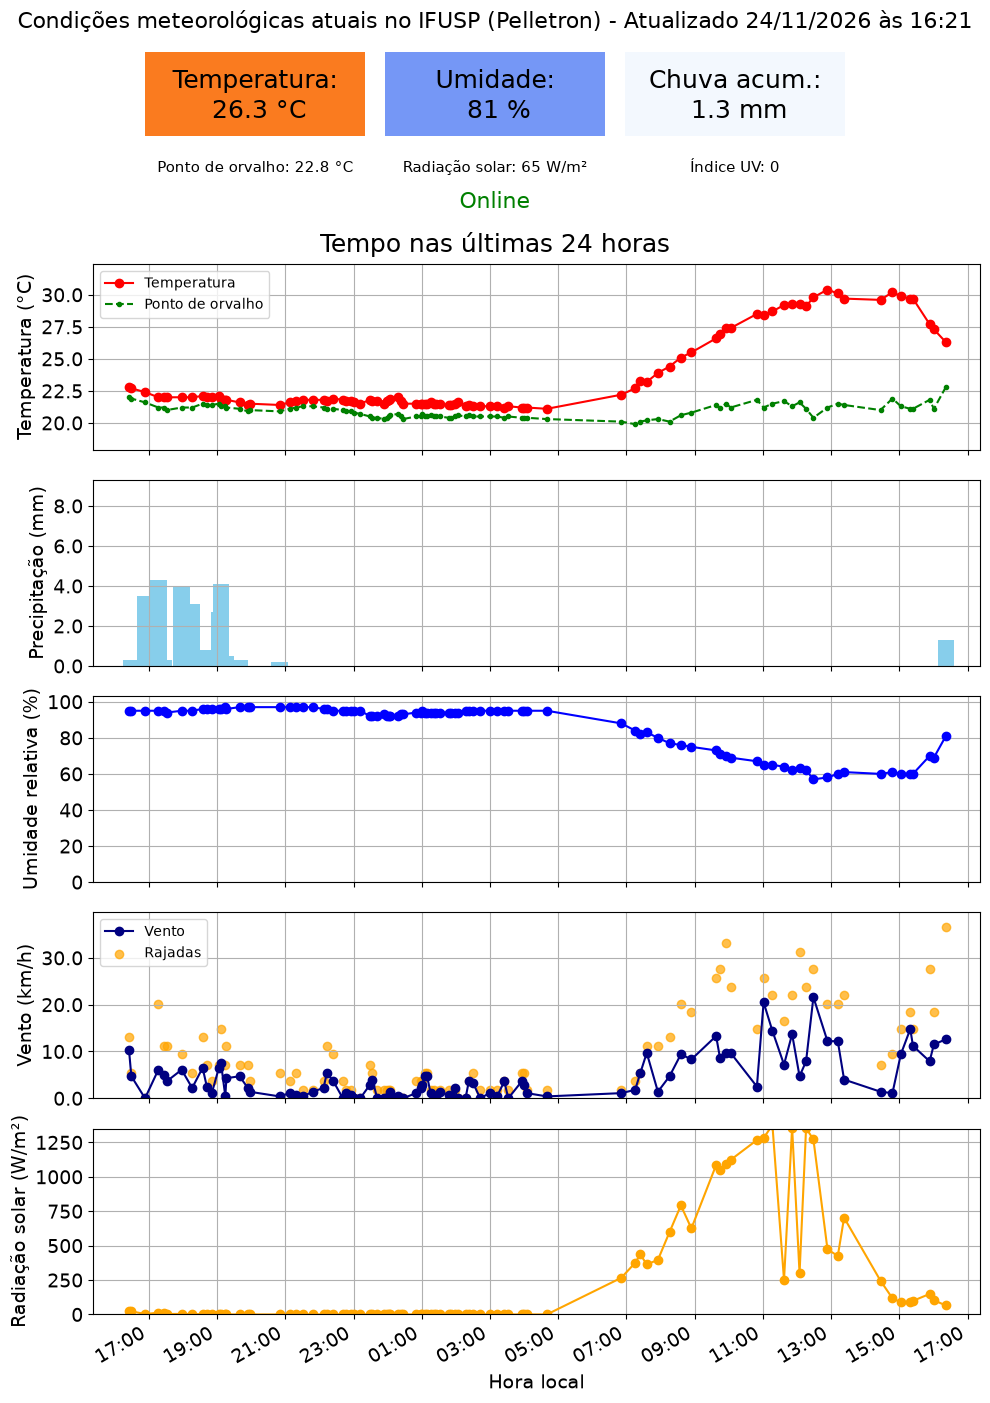 Condições meteorológicas atuais no IFUSP (Pelletron) - Atualizado 24/11/2026 às 16:21
Temperatura:
26.3 °C
Umidade:
81 %
Chuva acum.:
1.3 mm
Ponto de orvalho: 22.8 °C
Radiação solar: 65 W/m²
Índice UV: 0
Online
Tempo nas últimas 24 horas
Temperatura (°C)
30.0
27.5
25.0
22.5
20.0
Temperatura
Ponto de orvalho
Precipitação (mm)
8.0
6.0
4.0
2.0
0.0
Umidade relativa (%)
100
80
60
40
20
0
Vento (km/h)
30.0
20.0
10.0
0.0
Vento
Rajadas
Radiação solar (W/m²)
1250
1000
750
500
250
0
17:00
19:00
21:00
23:00
01:00
03:00
05:00
07:00
09:00
11:00
13:00
15:00
17:00
Hora local